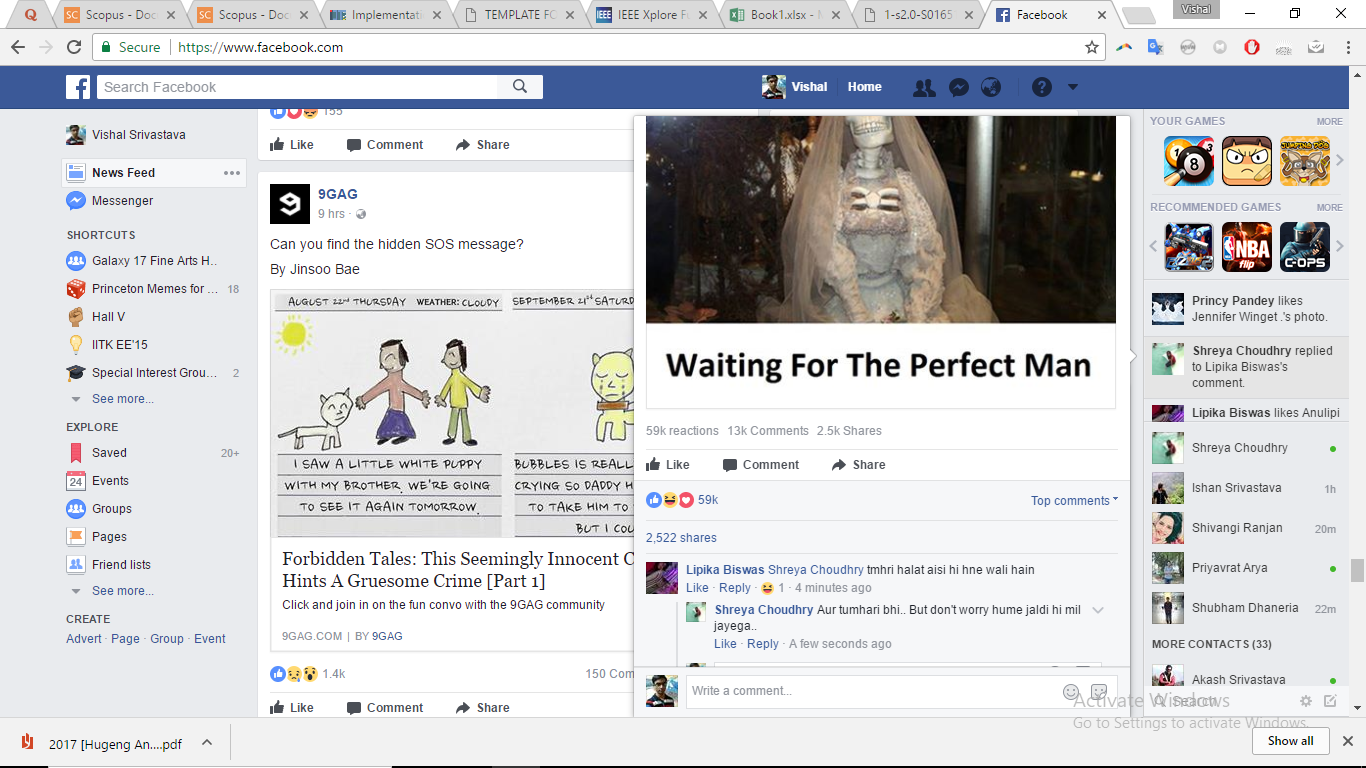 Scopus - Doc
Scopus - Doc
Implementati
TEMPLATE FO
IEEE Xplore Fu
Book1.xlsx - M
1-s2.0-S0165
Facebook
Vishal
Secure
https://www.facebook.com
Search Facebook
Vishal
Home
Vishal Srivastava
News Feed
Messenger
SHORTCUTS
Galaxy 17 Fine Arts H..
Princeton Memes for ... 18
Hall V
IITK EE'15
Special Interest Grou... 2
See more...
EXPLORE
Saved 20+
Events
Groups
Pages
Friend lists
See more...
CREATE
Advert · Page · Group · Event
155
Like Comment Share
9GAG
9 hrs ·
Can you find the hidden SOS message?
By Jinsoo Bae
AUGUST 22nd THURSDAY WEATHER: CLOUDY
SEPTEMBER 21st SATURD
I SAW A LITTLE WHITE PUPPY
WITH MY BROTHER. WE'RE GOING
TO SEE IT AGAIN TOMORROW.
BUBBLES IS REALL
CRYING SO DADDY H
TO TAKE HIM TO
BUT I COU
Forbidden Tales: This Seemingly Innocent C
Hints A Gruesome Crime [Part 1]
Click and join in on the fun convo with the 9GAG community
9GAG.COM | BY 9GAG
1.4k
150 Com
Like Comment Share
Waiting For The Perfect Man
59k reactions 13k Comments 2.5k Shares
Like Comment Share
59k
Top comments
2,522 shares
Lipika Biswas Shreya Choudhry tmhri halat aisi hi hne wali hain
Like · Reply · 1 · 4 minutes ago
Shreya Choudhry Aur tumhari bhi.. But don't worry hume jaldi hi mil
jayega..
Like · Reply · A few seconds ago
Write a comment...
YOUR GAMES MORE
RECOMMENDED GAMES MORE
NBA
flip
C-OPS
Princy Pandey likes
Jennifer Winget .'s photo.
Shreya Choudhry replied
to Lipika Biswas's
comment.
Lipika Biswas likes Anulipi
Shreya Choudhry
Ishan Srivastava 1h
Shivangi Ranjan 20m
Priyavrat Arya
Shubham Dhaneria 22m
MORE CONTACTS (33)
Akash Srivastava
Search
Activate Windows
Go to Settings to activate Windows.
2017 [Hugeng An....pdf
Show all